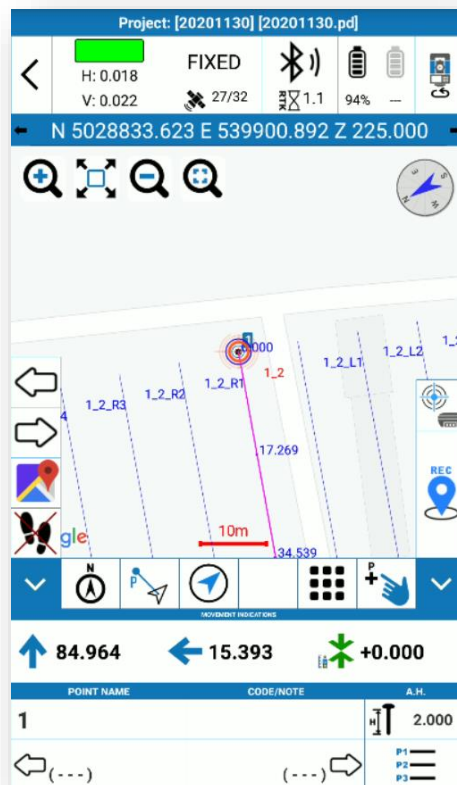 Project: [20201130] [20201130.pd]
FIXED
H: 0.018
V: 0.022
27/32
RTK
1.1
94%
---
N 5028833.623 E 539900.892 Z 225.000
N
E
S
W
1
0.000
1_2_R3
1_2_R2
1_2_R1
1_2
1_2_L1
1_2_L2
4
17.269
REC
gle
10m
34.539
N
P
P
MOVEMENT INDICATIONS
84.964
15.393
+0.000
POINT NAME
CODE/NOTE
A.H.
1
H
2.000
(---)
(---)
P1
P2
P3